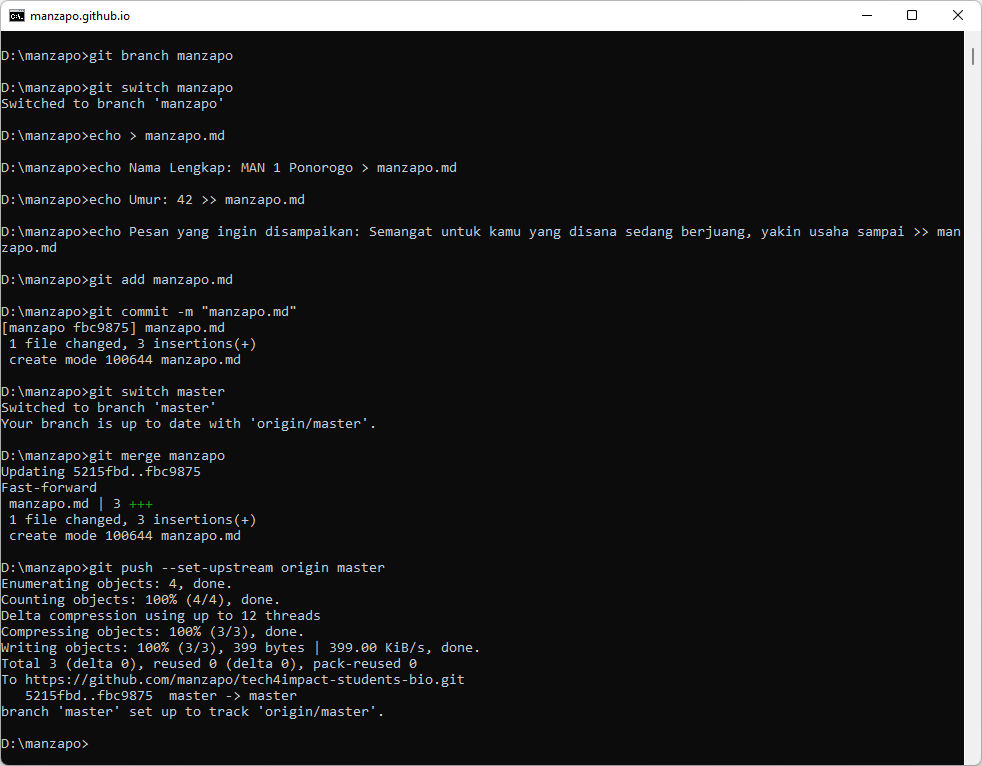 manzapo.github.io
D:\manzapo>git branch manzapo
D:\manzapo>git switch manzapo
Switched to branch 'manzapo'
D:\manzapo>echo > manzapo.md
D:\manzapo>echo Nama Lengkap: MAN 1 Ponorogo > manzapo.md
D:\manzapo>echo Umur: 42 >> manzapo.md
D:\manzapo>echo Pesan yang ingin disampaikan: Semangat untuk kamu yang disana sedang berjuang, yakin usaha sampai >> man
zapo.md
D:\manzapo>git add manzapo.md
D:\manzapo>git commit -m "manzapo.md"
[manzapo fbc9875] manzapo.md
 1 file changed, 3 insertions(+)
 create mode 100644 manzapo.md
D:\manzapo>git switch master
Switched to branch 'master'
Your branch is up to date with 'origin/master'.
D:\manzapo>git merge manzapo
Updating 5215fbd..fbc9875
Fast-forward
 manzapo.md | 3 +++
 1 file changed, 3 insertions(+)
 create mode 100644 manzapo.md
D:\manzapo>git push --set-upstream origin master
Enumerating objects: 4, done.
Counting objects: 100% (4/4), done.
Delta compression using up to 12 threads
Compressing objects: 100% (3/3), done.
Writing objects: 100% (3/3), 399 bytes | 399.00 KiB/s, done.
Total 3 (delta 0), reused 0 (delta 0), pack-reused 0
To https://github.com/manzapo/tech4impact-students-bio.git
   5215fbd..fbc9875  master -> master
branch 'master' set up to track 'origin/master'.
D:\manzapo>